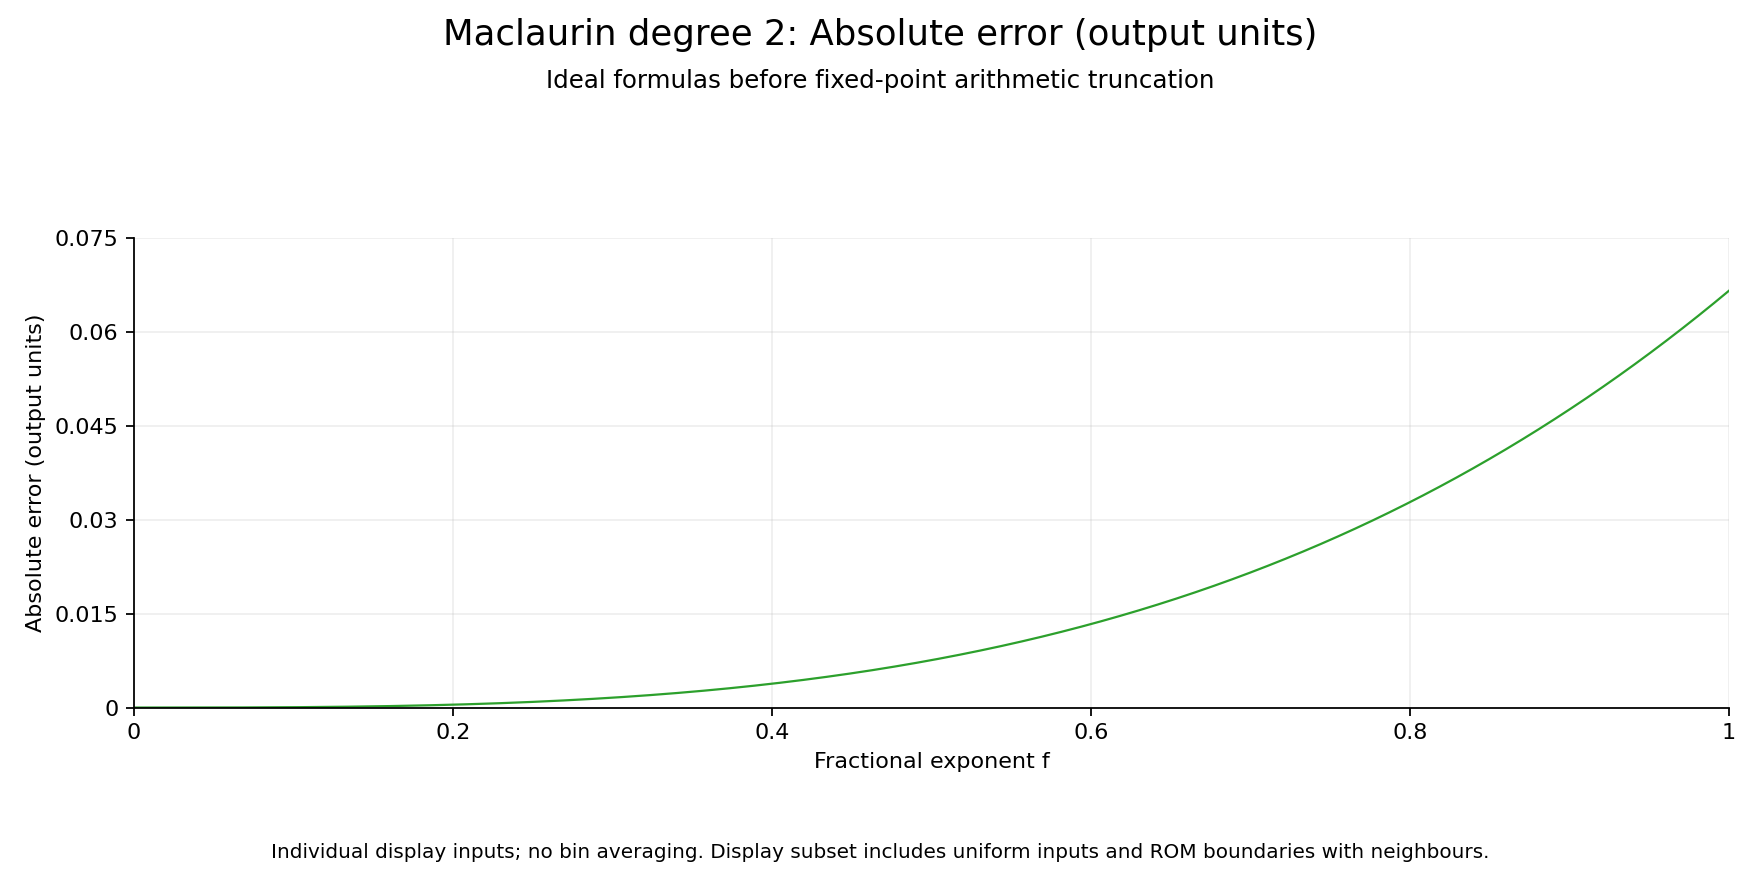 Maclaurin degree 2: Absolute error (output units)
Ideal formulas before fixed-point arithmetic truncation
0.075
0.06
0.045
0.03
0.015
0
Absolute error (output units)
0 0.2 0.4 0.6 0.8 1
Fractional exponent f
Individual display inputs; no bin averaging. Display subset includes uniform inputs and ROM boundaries with neighbours.